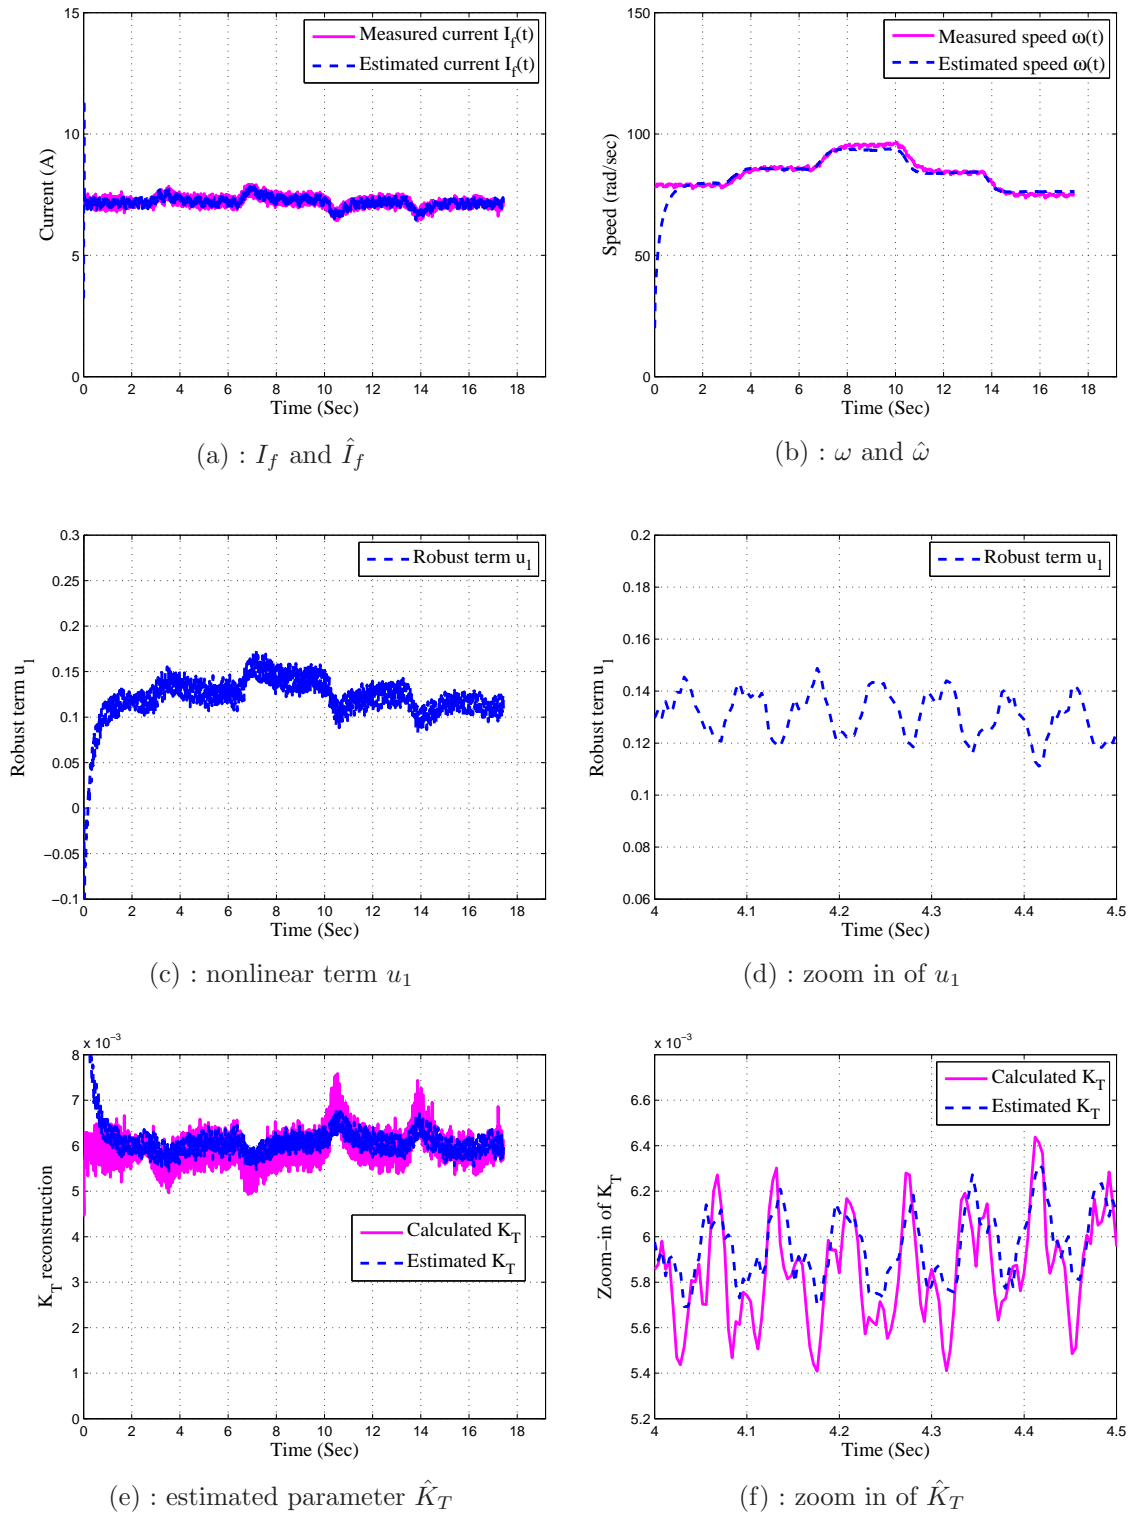 15
10
5
0
Current (A)
Measured current I_f(t)
Estimated current I_f(t)
0 2 4 6 8 10 12 14 16 18
Time (Sec)
(a) : I_f and Î_f
150
100
50
0
Speed (rad/sec)
Measured speed ω(t)
Estimated speed ω(t)
0 2 4 6 8 10 12 14 16 18
Time (Sec)
(b) : ω and ω̂
0.3
0.25
0.2
0.15
0.1
0.05
0
−0.05
−0.1
Robust term u_1
Robust term u_1
0 2 4 6 8 10 12 14 16 18
Time (Sec)
(c) : nonlinear term u_1
0.2
0.18
0.16
0.14
0.12
0.1
0.08
0.06
Robust term u_1
Robust term u_1
4 4.1 4.2 4.3 4.4 4.5
Time (Sec)
(d) : zoom in of u_1
x 10⁻³
8
7
6
5
4
3
2
1
0
K_T reconstruction
Calculated K_T
Estimated K_T
0 2 4 6 8 10 12 14 16 18
Time (Sec)
(e) : estimated parameter K̂_T
x 10⁻³
6.6
6.4
6.2
6
5.8
5.6
5.4
5.2
Zoom−in of K_T
Calculated K_T
Estimated K_T
4 4.1 4.2 4.3 4.4 4.5
Time (Sec)
(f) : zoom in of K̂_T